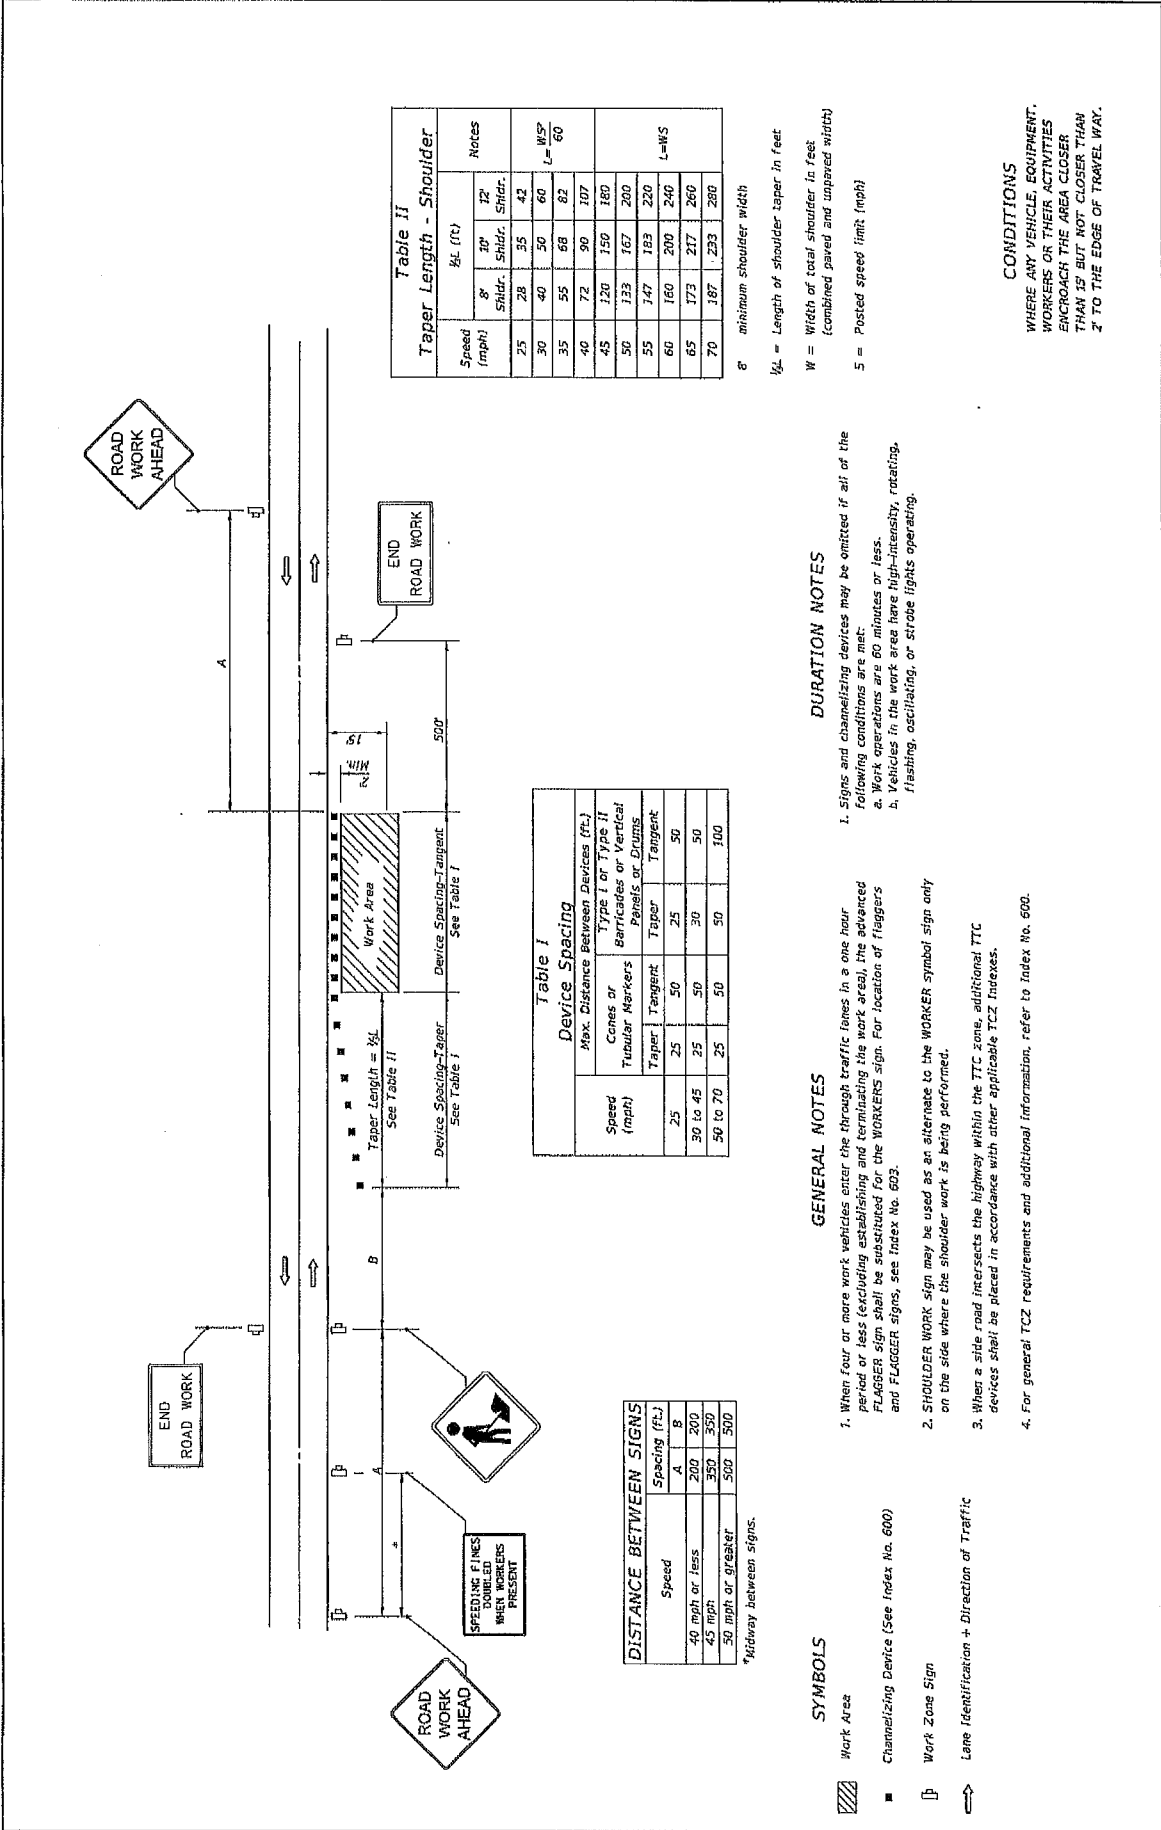 ROAD
WORK
AHEAD
SPEEDING FINES
DOUBLED
WHEN WORKERS
PRESENT
END
ROAD WORK
A
*
B
Taper Length = ⅓L
See Table II
Device Spacing-Taper
See Table I
Work Area
Device Spacing-Tangent
See Table I
2' Min.
15'
500'
A
END
ROAD WORK
ROAD
WORK
AHEAD
DISTANCE BETWEEN SIGNS
Speed Spacing (ft.)
A B
40 mph or less 200 200
45 mph 350 350
50 mph or greater 500 500
*Midway between signs.
Table I
Device Spacing
Speed (mph) Max. Distance Between Devices (ft.)
Cones or Tubular Markers Type I or Type II Barricades or Vertical Panels or Drums
Taper Tangent Taper Tangent
25 25 50 25 50
30 to 45 25 50 30 50
50 to 70 25 50 50 100
Table II
Taper Length - Shoulder
Speed (mph) ⅓L (ft) Notes
8' Shldr. 10' Shldr. 12' Shldr.
25 28 35 42
30 40 50 60
35 55 68 82
40 72 90 107
L= WS²/60
45 120 150 180
50 133 167 200
55 147 183 220
60 160 200 240
65 173 217 260
70 187 233 280
L=WS
8' minimum shoulder width
⅓L = Length of shoulder taper in feet
W = Width of total shoulder in feet
(combined paved and unpaved width)
S = Posted speed limit (mph)
SYMBOLS
Work Area
Channelizing Device (See Index No. 600)
Work Zone Sign
Lane Identification + Direction of Traffic
GENERAL NOTES
1. When four or more work vehicles enter the through traffic lanes in a one hour
period or less (excluding establishing and terminating the work area), the advanced
FLAGGER sign shall be substituted for the WORKERS sign. For location of flaggers
and FLAGGER signs, see Index No. 603.
2. SHOULDER WORK sign may be used as an alternate to the WORKER symbol sign only
on the side where the shoulder work is being performed.
3. When a side road intersects the highway within the TTC zone, additional TTC
devices shall be placed in accordance with other applicable TCZ Indexes.
4. For general TCZ requirements and additional information, refer to Index No. 600.
DURATION NOTES
1. Signs and channelizing devices may be omitted if all of the
following conditions are met:
a. Work operations are 60 minutes or less.
b. Vehicles in the work area have high-intensity, rotating,
flashing, oscillating, or strobe lights operating.
CONDITIONS
WHERE ANY VEHICLE, EQUIPMENT,
WORKERS OR THEIR ACTIVITIES
ENCROACH THE AREA CLOSER
THAN 15' BUT NOT CLOSER THAN
2' TO THE EDGE OF TRAVEL WAY.